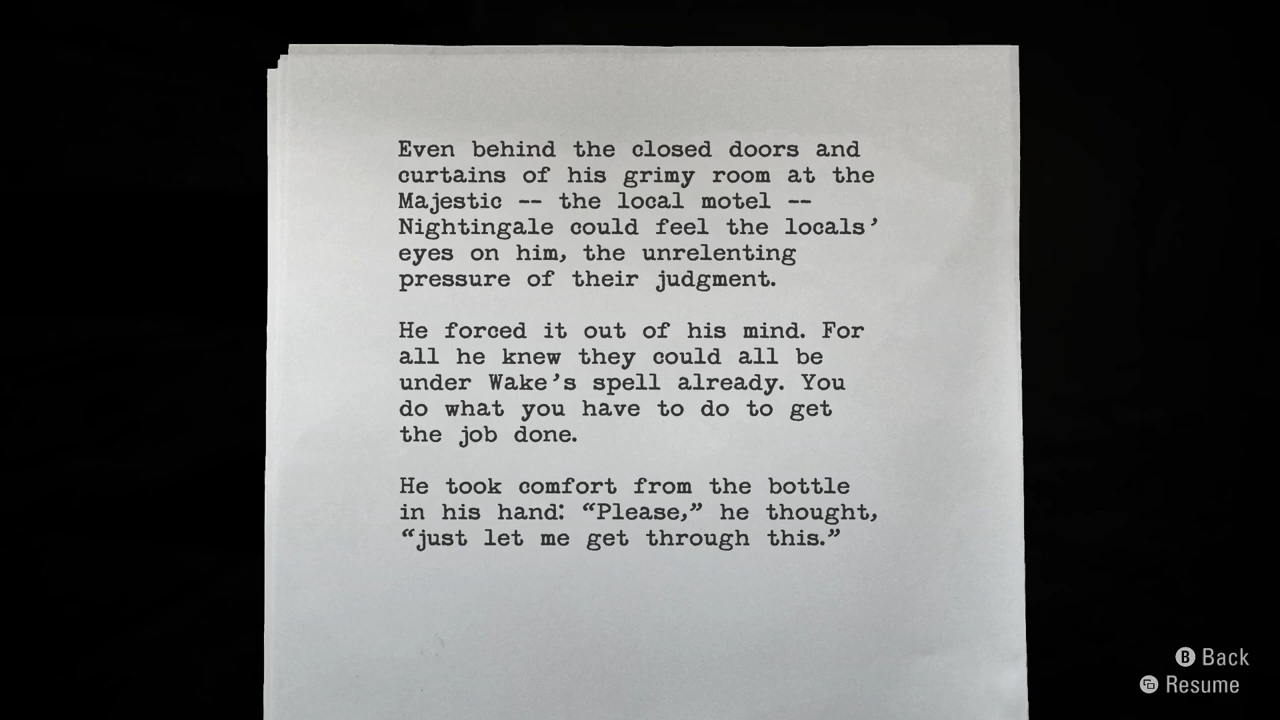 Even behind the closed doors and
curtains of his grimy room at the
Majestic -- the local motel --
Nightingale could feel the locals’
eyes on him, the unrelenting
pressure of their judgment.
He forced it out of his mind. For
all he knew they could all be
under Wake’s spell already. You
do what you have to do to get
the job done.
He took comfort from the bottle
in his hand: “Please,” he thought,
“just let me get through this.”
B Back
Resume